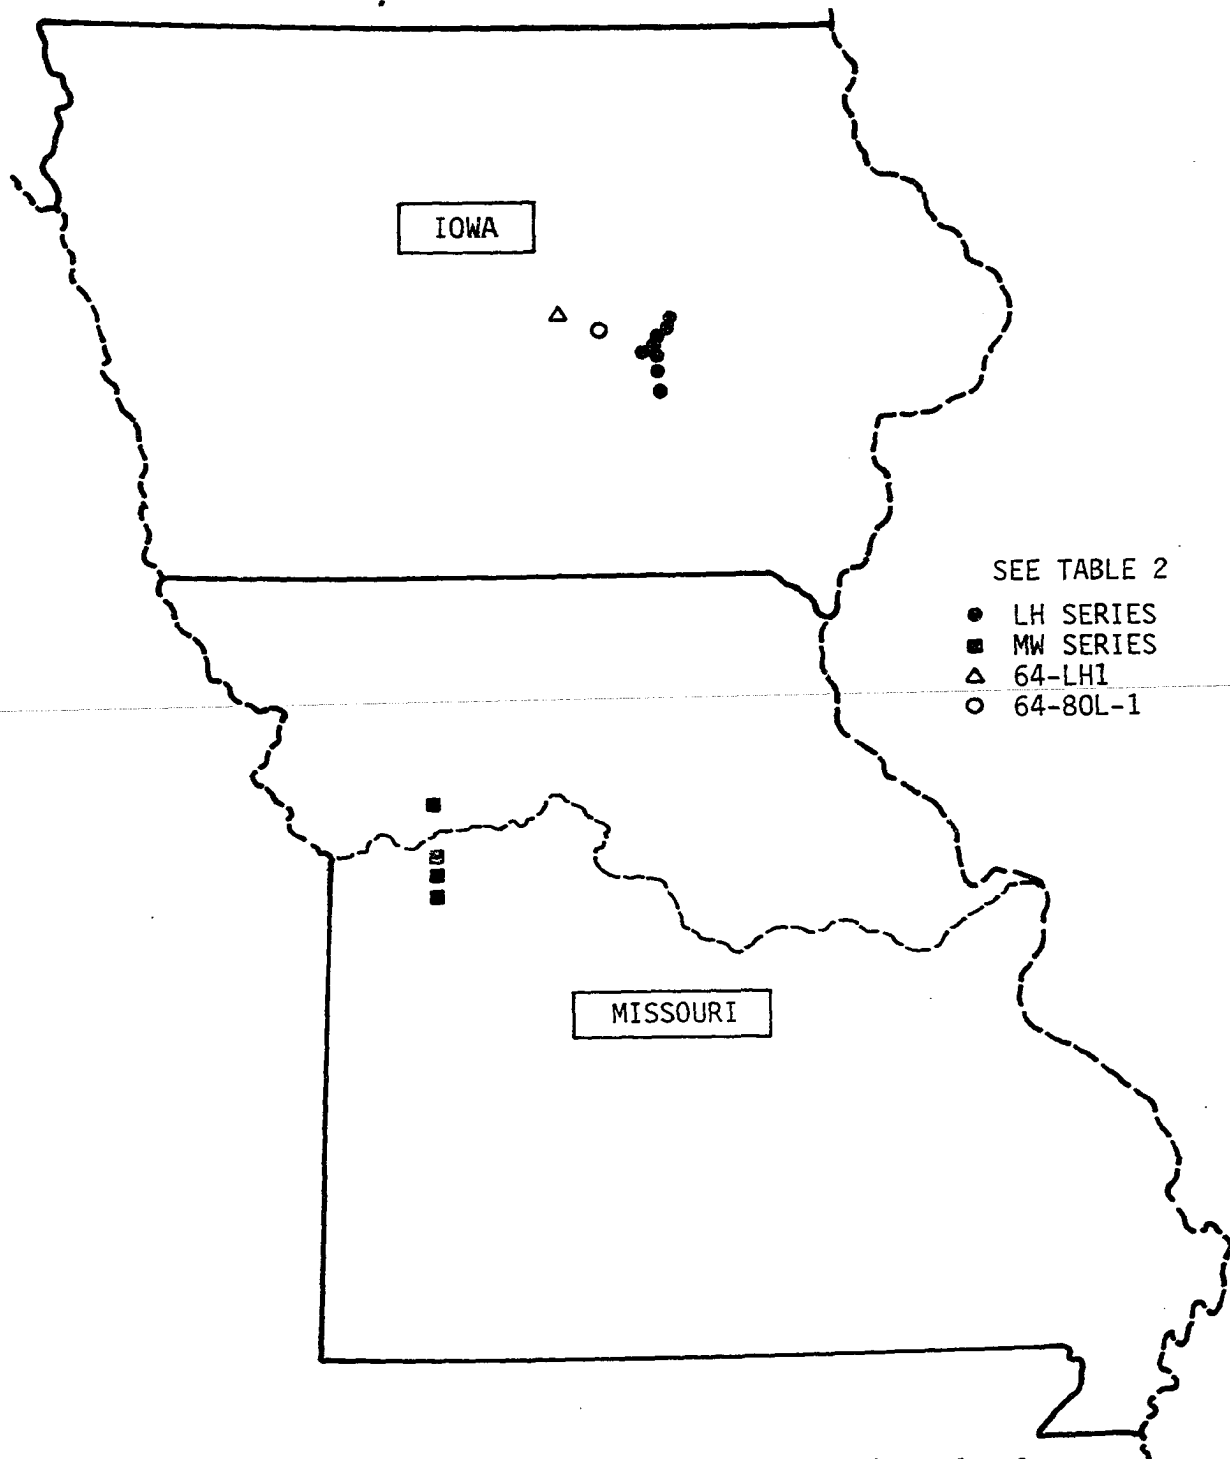 IOWA
SEE TABLE 2
LH SERIES
MW SERIES
64-LH1
64-80L-1
MISSOURI